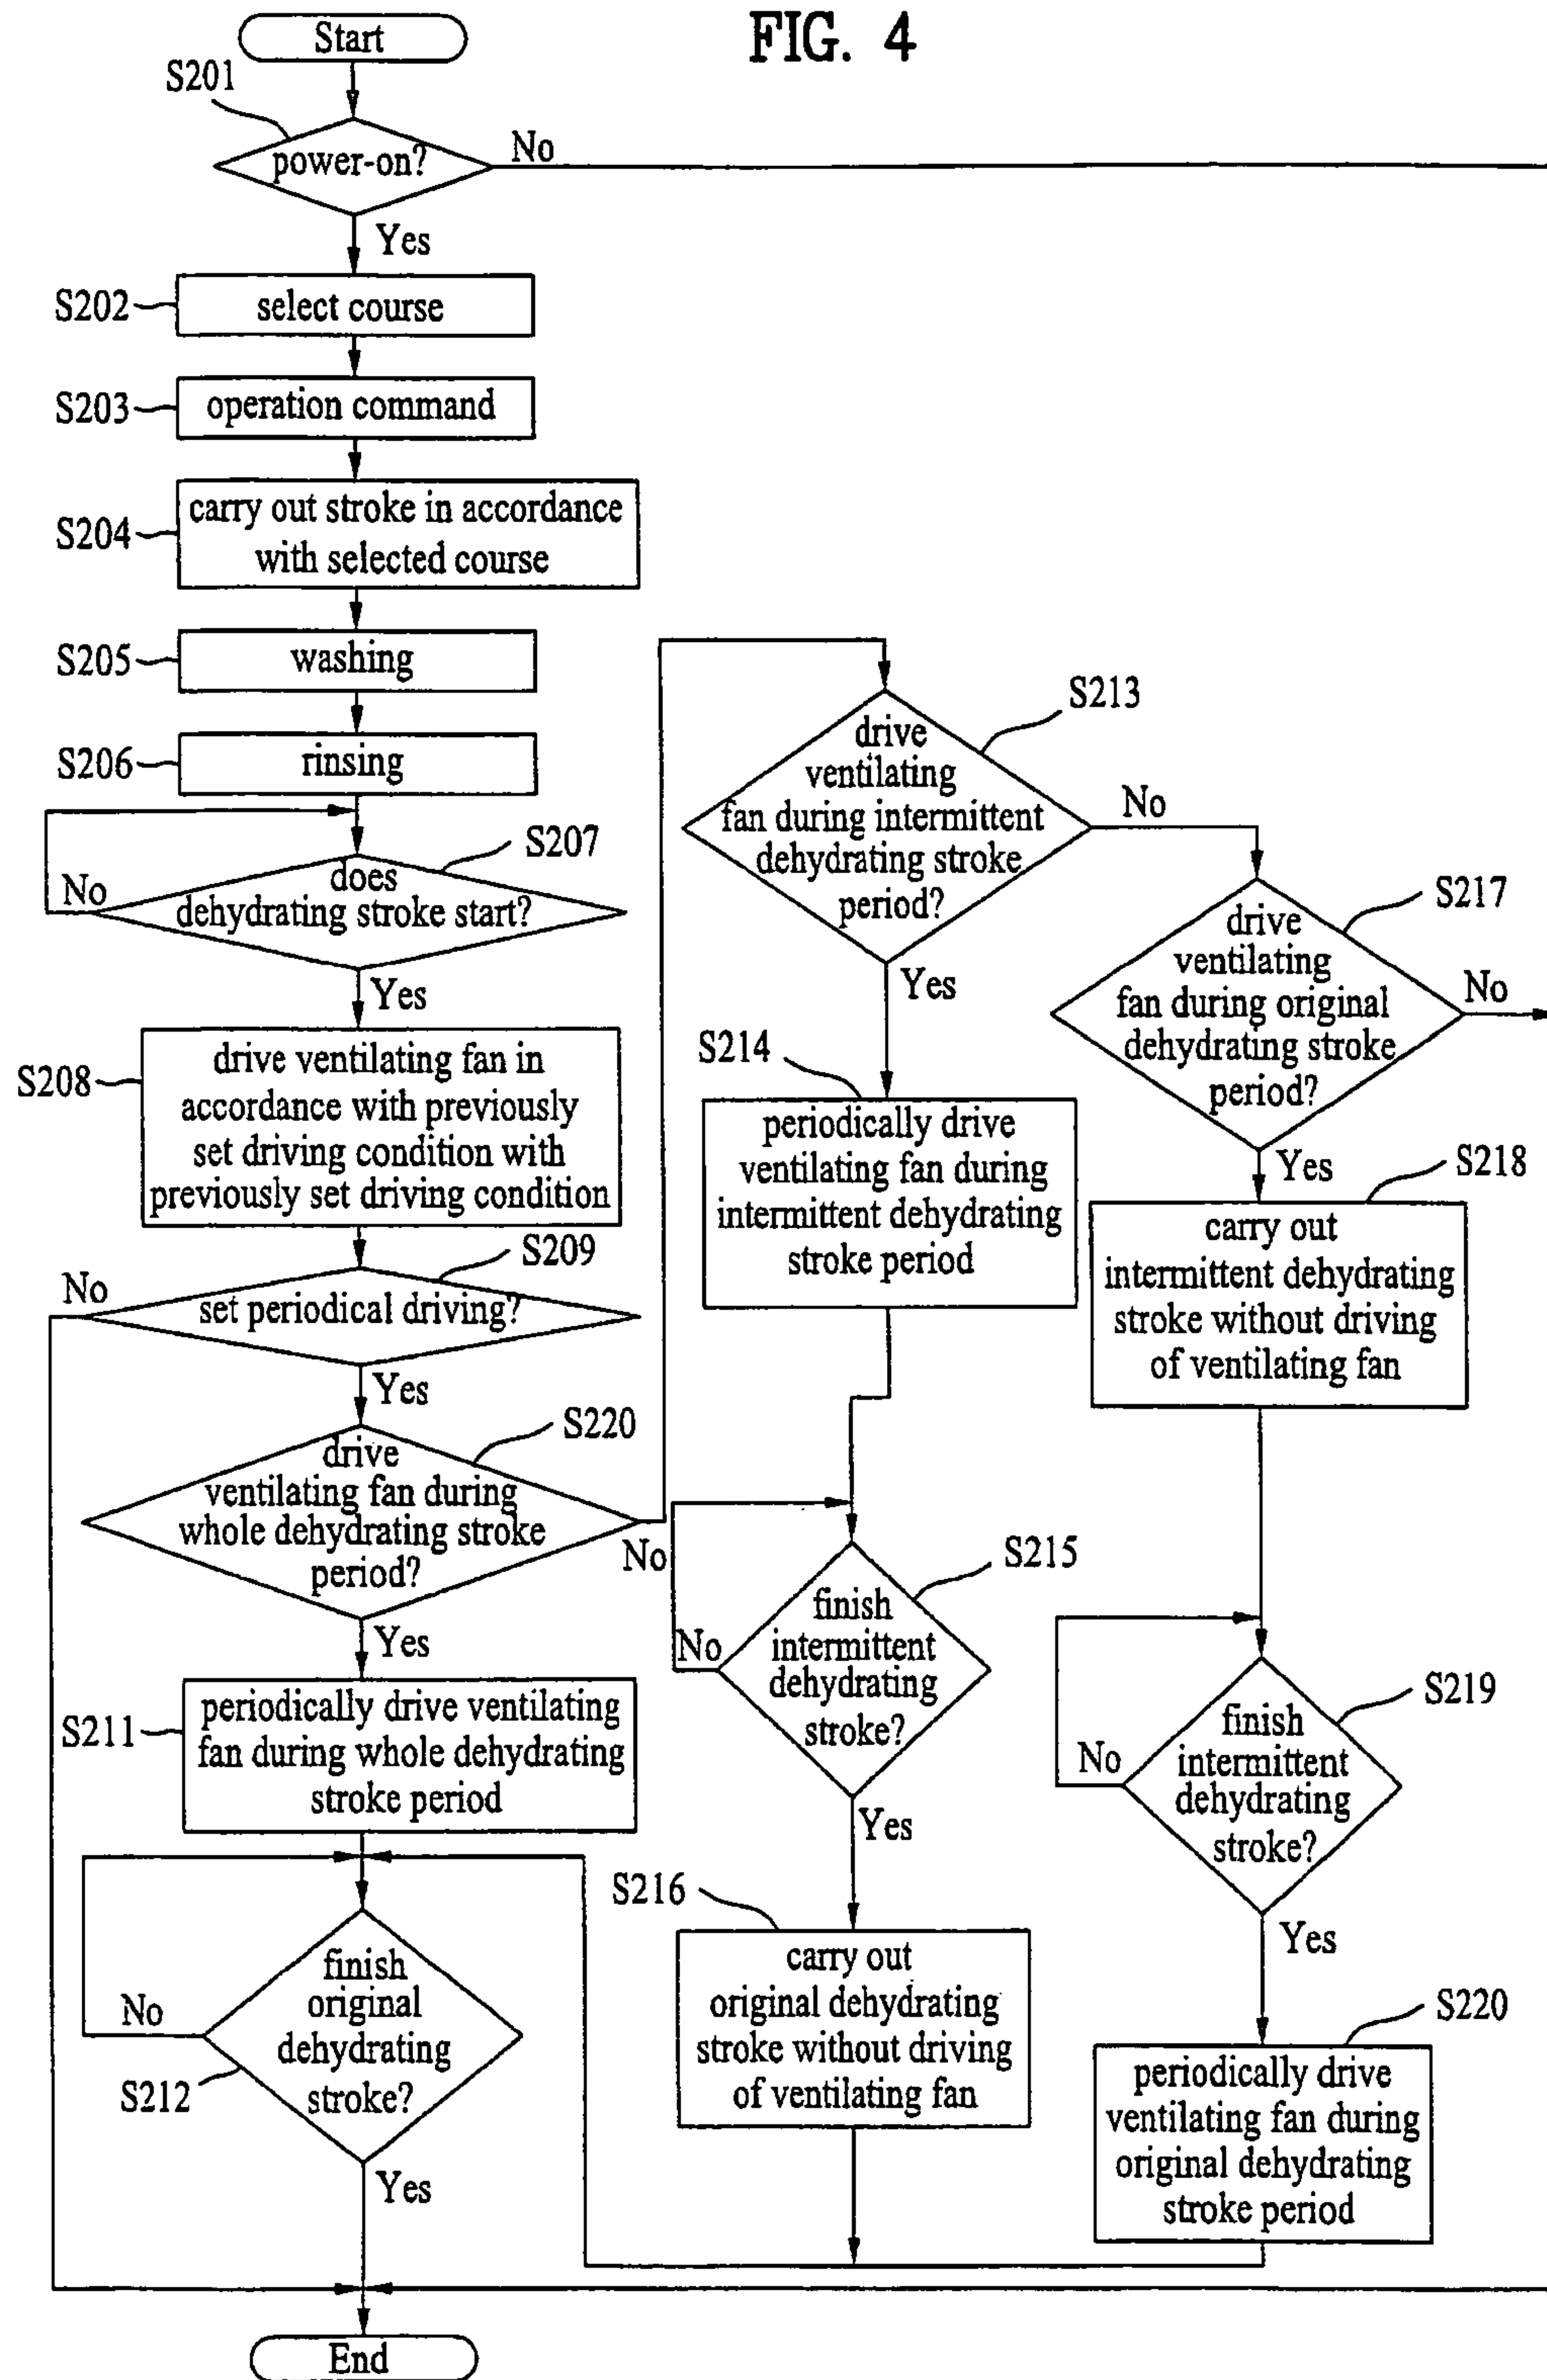 FIG. 4
Start
S201
power-on?
No
Yes
S202
select course
S203
operation command
S204
carry out stroke in accordance
with selected course
S205
washing
S206
rinsing
S207
does
dehydrating stroke start?
No
Yes
S208
drive ventilating fan in
accordance with previously
set driving condition with
previously set driving condition
S209
set periodical driving?
No
Yes
S220
drive
ventilating fan during
whole dehydrating stroke
period?
No
Yes
S211
periodically drive ventilating
fan during whole dehydrating
stroke period
finish
original
dehydrating
stroke?
No
S212
Yes
End
S213
drive
ventilating
fan during intermittent
dehydrating stroke
period?
No
Yes
S214
periodically drive
ventilating fan during
intermittent dehydrating
stroke period
S215
finish
intermittent
dehydrating
stroke?
No
Yes
S216
carry out
original dehydrating
stroke without driving
of ventilating fan
S217
drive
ventilating
fan during original
dehydrating stroke
period?
No
Yes
S218
carry out
intermittent dehydrating
stroke without driving
of ventilating fan
S219
finish
intermittent
dehydrating
stroke?
No
Yes
S220
periodically drive
ventilating fan during
original dehydrating
stroke period